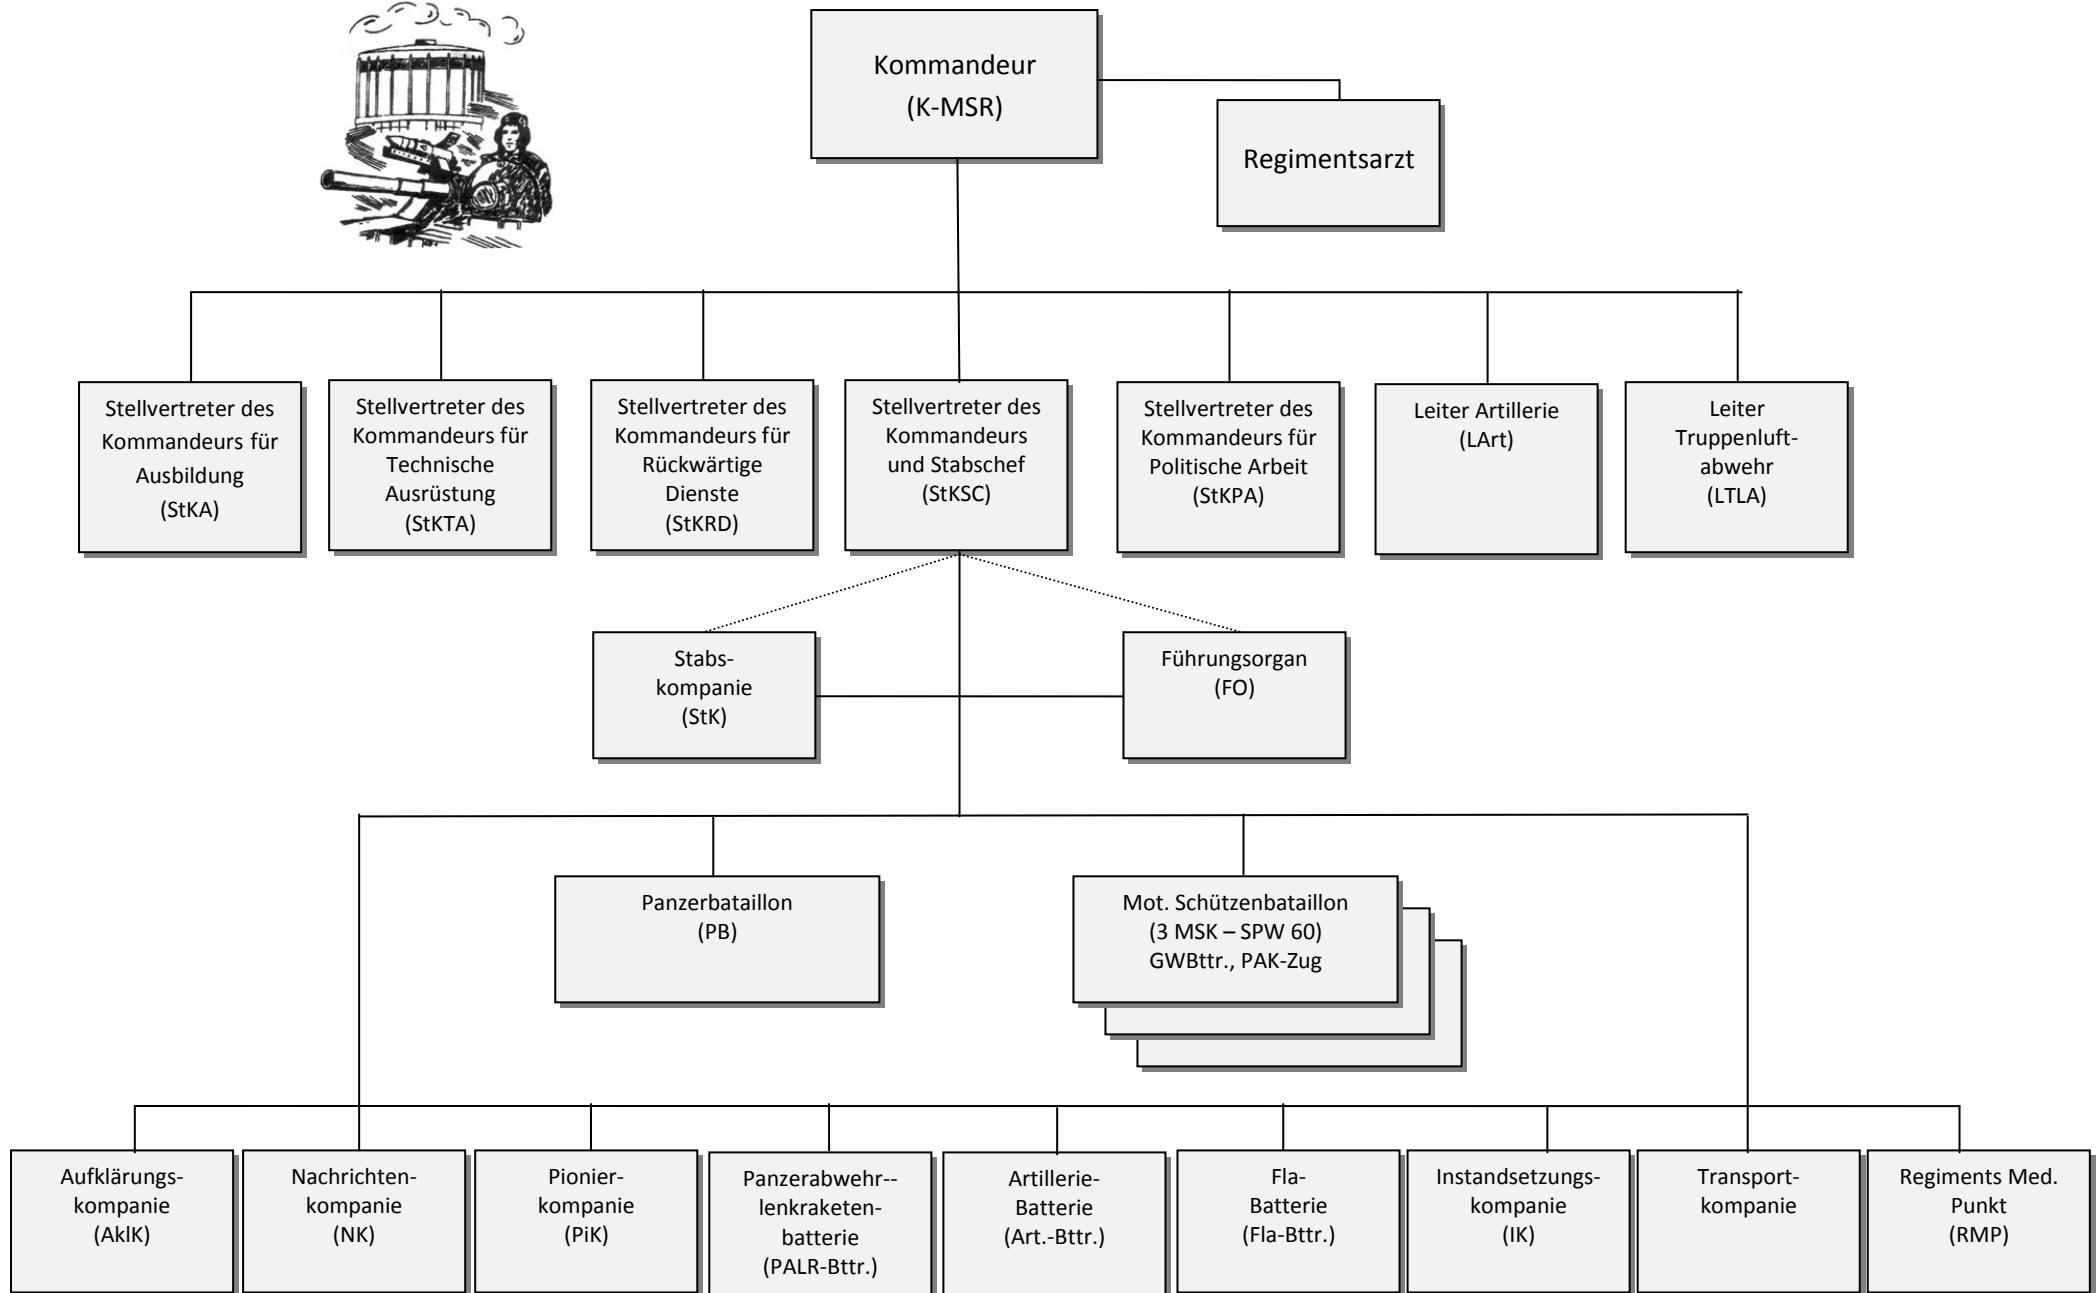 Kommandeur
(K-MSR)
Regimentsarzt
Stellvertreter des
Kommandeurs für
Ausbildung
(StKA)
Stellvertreter des
Kommandeurs für
Technische
Ausrüstung
(StKTA)
Stellvertreter des
Kommandeurs für
Rückwärtige
Dienste
(StKRD)
Stellvertreter des
Kommandeurs
und Stabschef
(StKSC)
Stellvertreter des
Kommandeurs für
Politische Arbeit
(StKPA)
Leiter Artillerie
(LArt)
Leiter
Truppenluft-
abwehr
(LTLA)
Stabs-
kompanie
(StK)
Führungsorgan
(FO)
Panzerbataillon
(PB)
Mot. Schützenbataillon
(3 MSK – SPW 60)
GWBttr., PAK-Zug
Aufklärungs-
kompanie
(AklK)
Nachrichten-
kompanie
(NK)
Pionier-
kompanie
(PiK)
Panzerabwehr--
lenkraketen-
batterie
(PALR-Bttr.)
Artillerie-
Batterie
(Art.-Bttr.)
Fla-
Batterie
(Fla-Bttr.)
Instandsetzungs-
kompanie
(IK)
Transport-
kompanie
Regiments Med.
Punkt
(RMP)